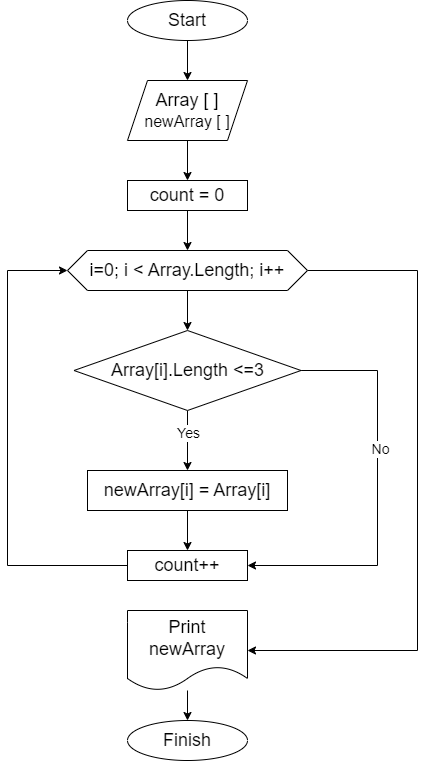 Start
Array [ ]
newArray [ ]
count = 0
i=0; i < Array.Length; i++
Array[i].Length <=3
Yes
No
newArray[i] = Array[i]
count++
Print
newArray
Finish